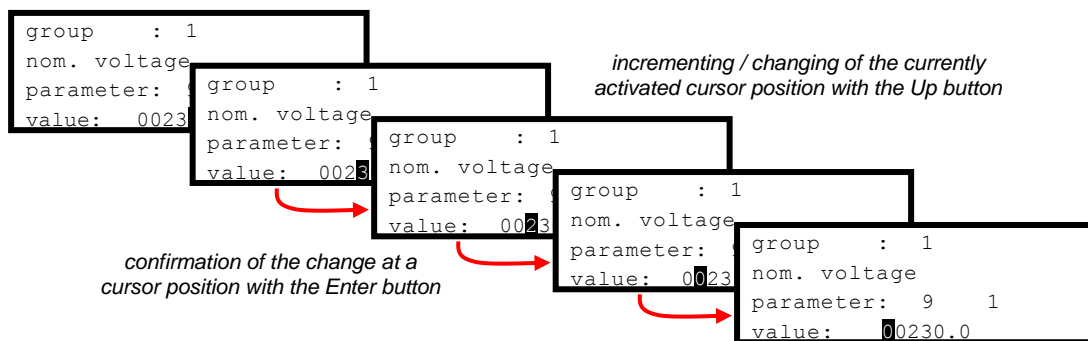 group : 1
nom. voltage
parameter:
value: 0023
group : 1
nom. voltage
parameter:
value: 0023
group : 1
nom. voltage
parameter:
value: 0023
group : 1
nom. voltage
parameter:
value: 0023
group : 1
nom. voltage
parameter: 9 1
value: 00230.0
incrementing / changing of the currently
activated cursor position with the Up button
confirmation of the change at a
cursor position with the Enter button